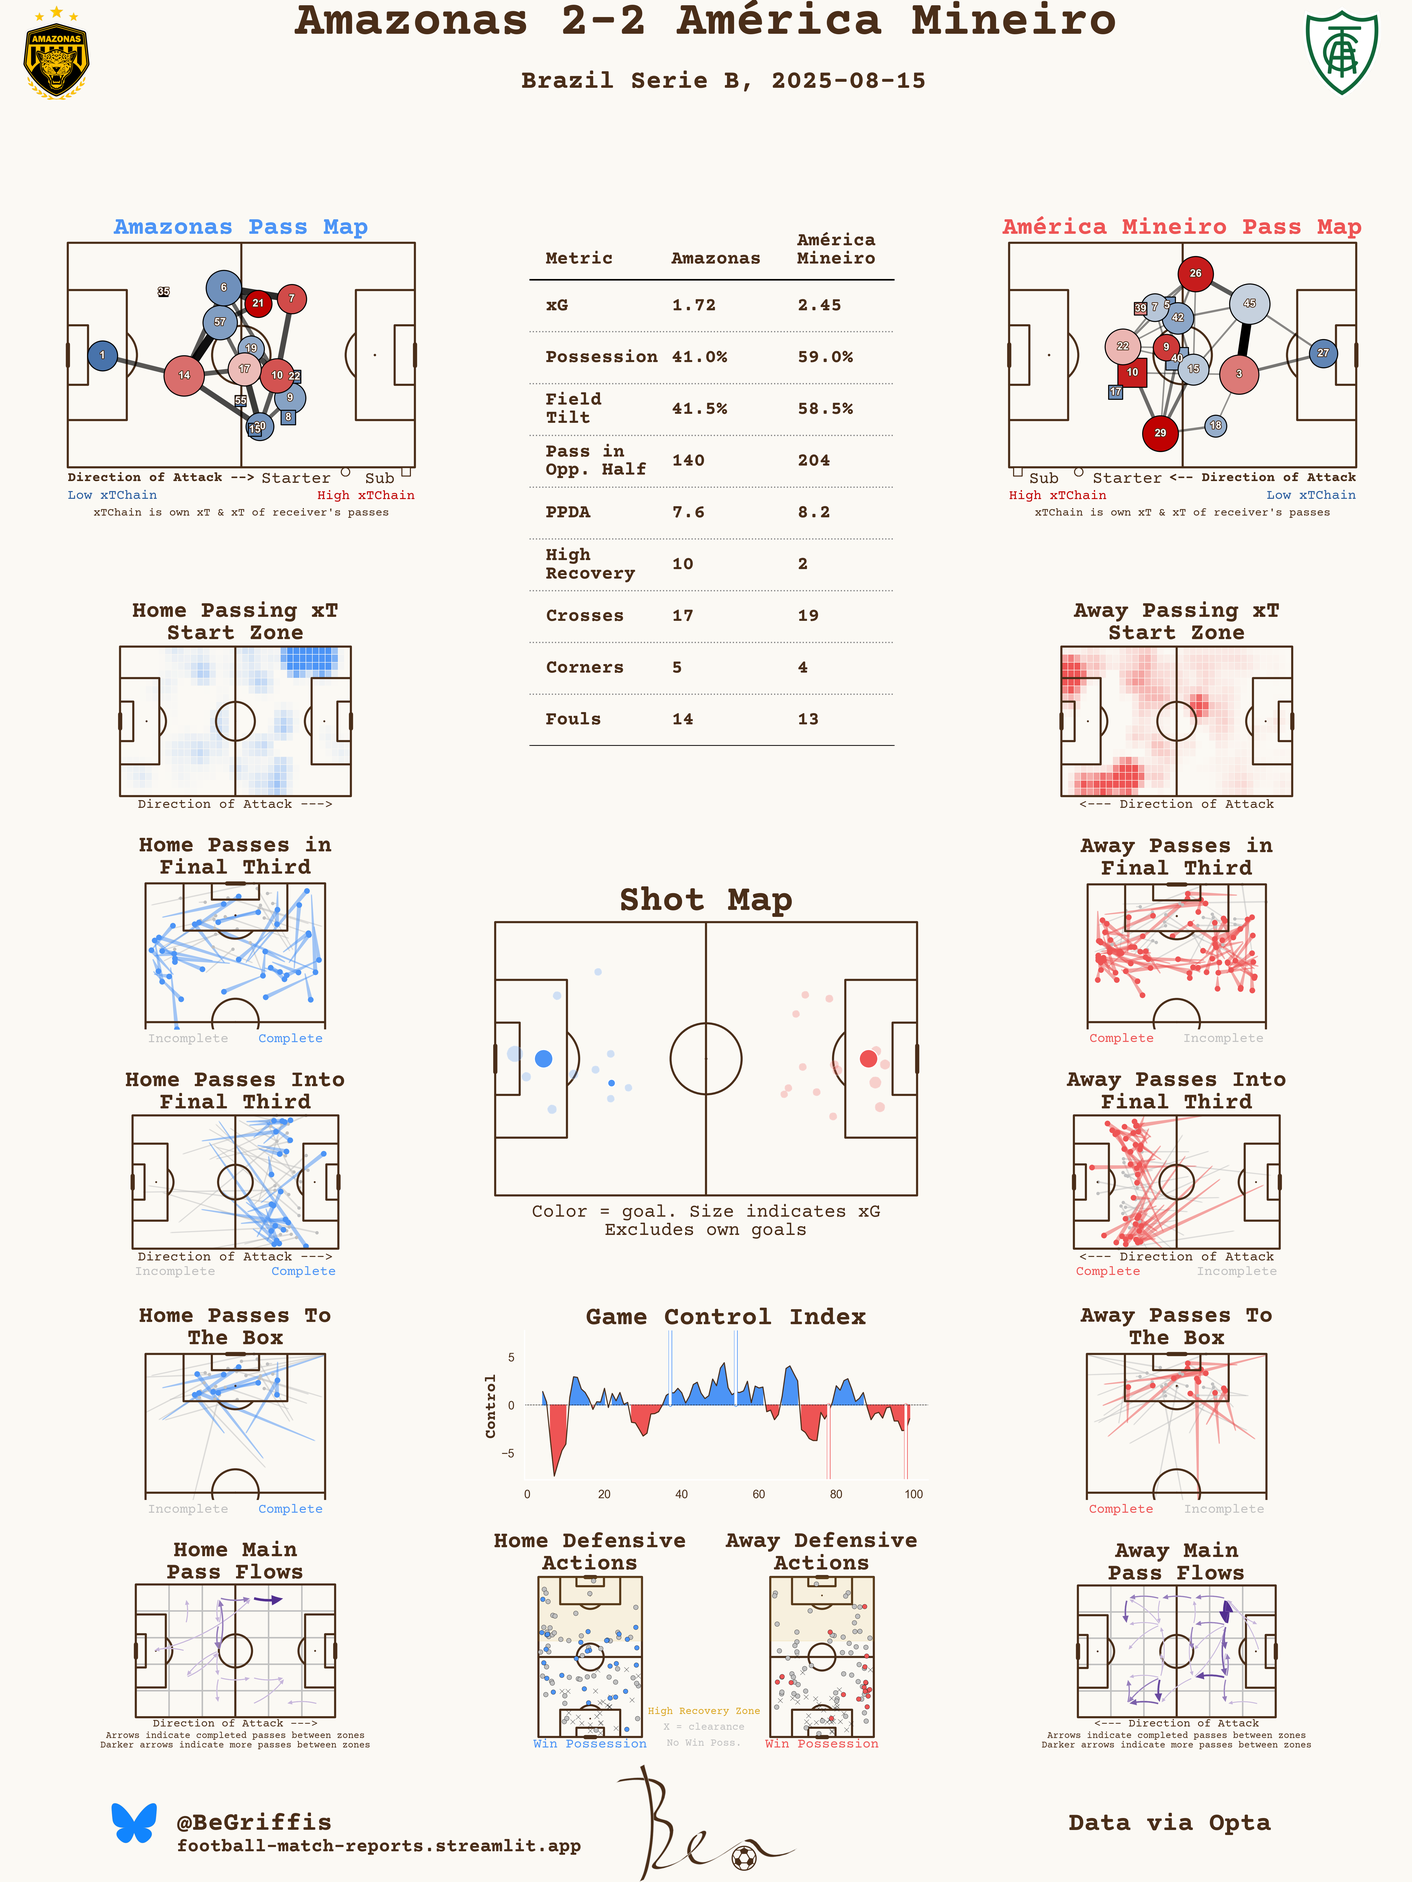 Amazonas 2-2 América Mineiro
Brazil Serie B, 2025-08-15
AMAZONAS
Amazonas Pass Map
35
6
21
7
57
1
19
14
17
10
22
55
9
8
20
15
Direction of Attack --> Starter Sub
Low xTChain High xTChain
xTChain is own xT & xT of receiver's passes
Metric Amazonas América Mineiro
xG 1.72 2.45
Possession 41.0% 59.0%
Field Tilt 41.5% 58.5%
Pass in Opp. Half 140 204
PPDA 7.6 8.2
High Recovery 10 2
Crosses 17 19
Corners 5 4
Fouls 14 13
América Mineiro Pass Map
26
39
7
5
42
45
22
9
40
27
10
15
3
17
29
18
Sub Starter <-- Direction of Attack
High xTChain Low xTChain
xTChain is own xT & xT of receiver's passes
Home Passing xT
Start Zone
Direction of Attack --->
Away Passing xT
Start Zone
<--- Direction of Attack
Home Passes in
Final Third
Incomplete Complete
Shot Map
Color = goal. Size indicates xG
Excludes own goals
Away Passes in
Final Third
Complete Incomplete
Home Passes Into
Final Third
Direction of Attack --->
Incomplete Complete
Away Passes Into
Final Third
<--- Direction of Attack
Complete Incomplete
Home Passes To
The Box
Incomplete Complete
Game Control Index
Control
5
0
−5
0 20 40 60 80 100
Away Passes To
The Box
Complete Incomplete
Home Main
Pass Flows
Direction of Attack --->
Arrows indicate completed passes between zones
Darker arrows indicate more passes between zones
Home Defensive
Actions
Win Possession
Away Defensive
Actions
Win Possession
High Recovery Zone
X = clearance
No Win Poss.
Away Main
Pass Flows
<--- Direction of Attack
Arrows indicate completed passes between zones
Darker arrows indicate more passes between zones
@BeGriffis
football-match-reports.streamlit.app
Ben
Data via Opta